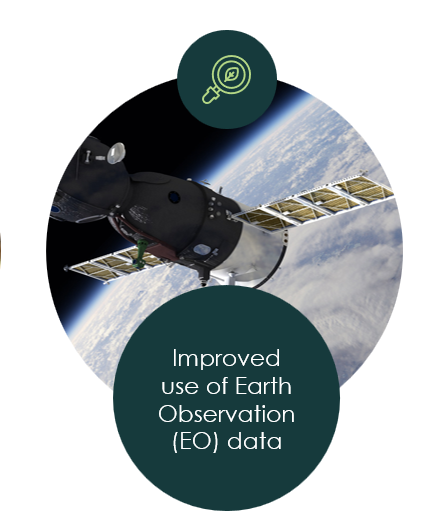 Improved
use of Earth
Observation
(EO) data